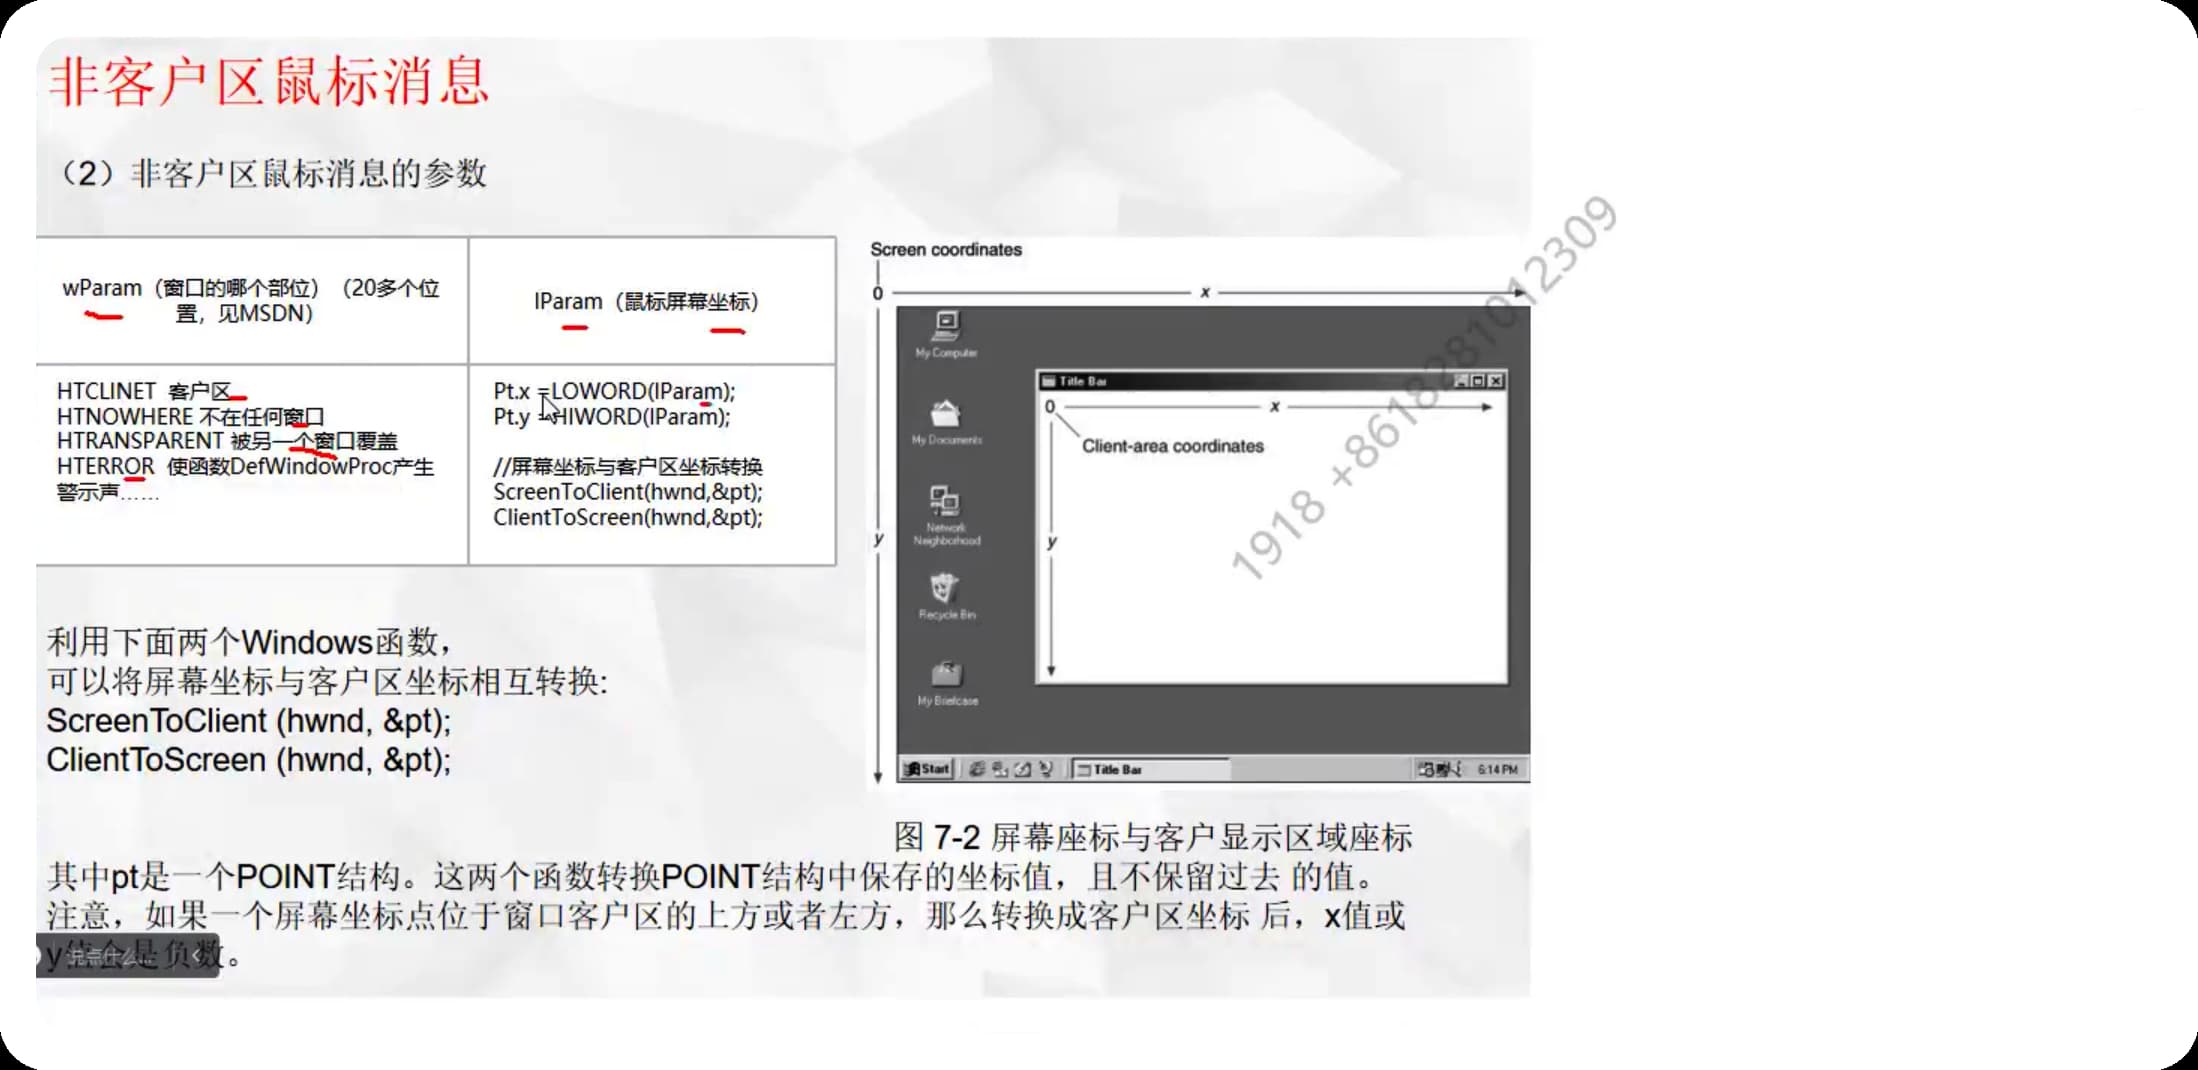 非客户区鼠标消息
（2）非客户区鼠标消息的参数
wParam（窗口的哪个部位）（20多个位
置，见MSDN）
lParam（鼠标屏幕坐标）
HTCLINET 客户区
HTNOWHERE 不在任何窗口
HTRANSPARENT 被另一个窗口覆盖
HTERROR 使函数DefWindowProc产生
警示声……
Pt.x =LOWORD(lParam);
Pt.y =HIWORD(lParam);
//屏幕坐标与客户区坐标转换
ScreenToClient(hwnd,&pt);
ClientToScreen(hwnd,&pt);
Screen coordinates
0
x
y
My Computer
My Documents
Network
Neighborhood
Recycle Bin
My Briefcase
Title Bar
0
x
Client-area coordinates
y
Start
Title Bar
6:14 PM
1918 +8618281012309
利用下面两个Windows函数，
可以将屏幕坐标与客户区坐标相互转换:
ScreenToClient (hwnd, &pt);
ClientToScreen (hwnd, &pt);
图 7-2 屏幕座标与客户显示区域座标
其中pt是一个POINT结构。这两个函数转换POINT结构中保存的坐标值，且不保留过去 的值。
注意，如果一个屏幕坐标点位于窗口客户区的上方或者左方，那么转换成客户区坐标 后，x值或
y值会是负数。
说点什么...